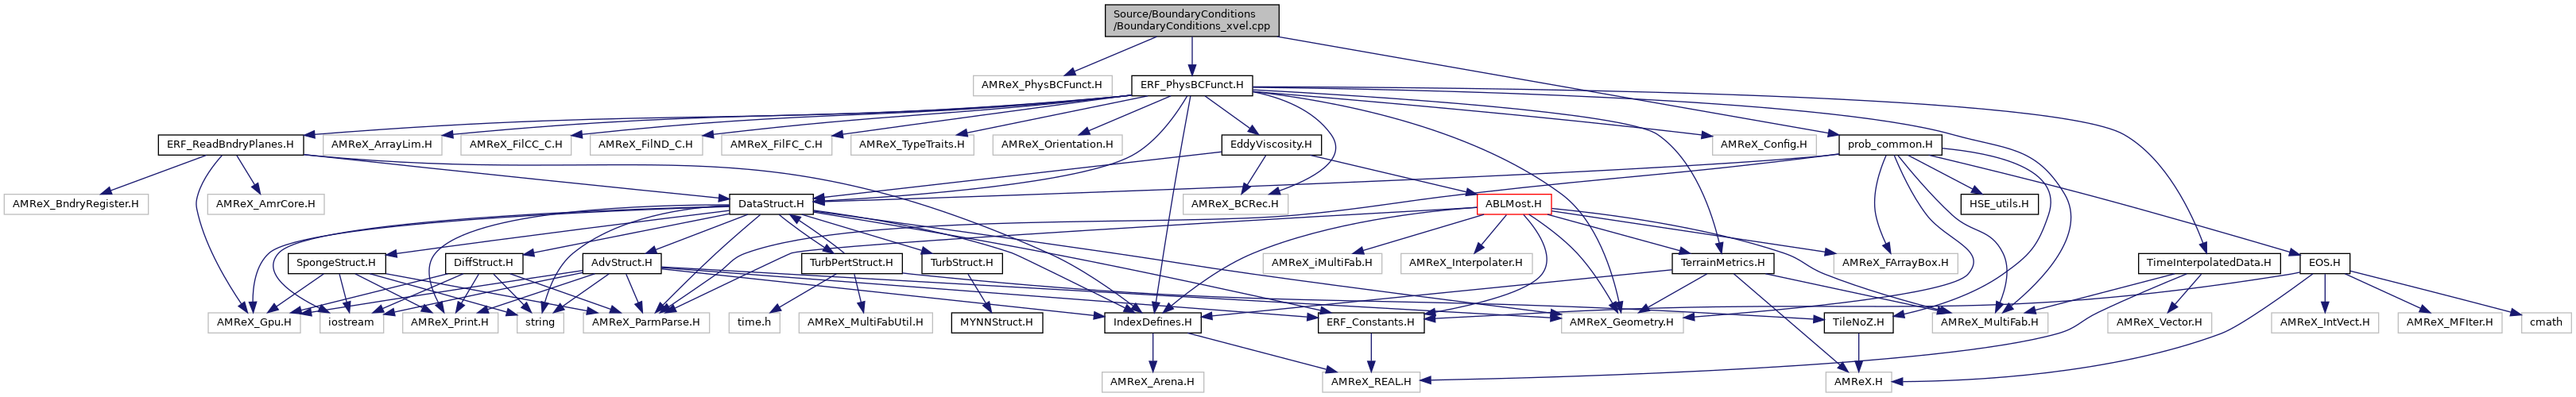 Source/BoundaryConditions
/BoundaryConditions_xvel.cpp
AMReX_PhysBCFunct.H
ERF_PhysBCFunct.H
ERF_ReadBndryPlanes.H
AMReX_ArrayLim.H
AMReX_FilCC_C.H
AMReX_FilND_C.H
AMReX_FilFC_C.H
AMReX_TypeTraits.H
AMReX_Orientation.H
EddyViscosity.H
AMReX_Config.H
prob_common.H
AMReX_BndryRegister.H
AMReX_AmrCore.H
DataStruct.H
AMReX_BCRec.H
ABLMost.H
HSE_utils.H
SpongeStruct.H
DiffStruct.H
AdvStruct.H
TurbPertStruct.H
TurbStruct.H
AMReX_iMultiFab.H
AMReX_Interpolater.H
TerrainMetrics.H
AMReX_FArrayBox.H
TimeInterpolatedData.H
EOS.H
AMReX_Gpu.H
iostream
AMReX_Print.H
string
AMReX_ParmParse.H
time.h
AMReX_MultiFabUtil.H
MYNNStruct.H
IndexDefines.H
ERF_Constants.H
AMReX_Geometry.H
TileNoZ.H
AMReX_MultiFab.H
AMReX_Vector.H
AMReX_IntVect.H
AMReX_MFIter.H
cmath
AMReX_Arena.H
AMReX_REAL.H
AMReX.H